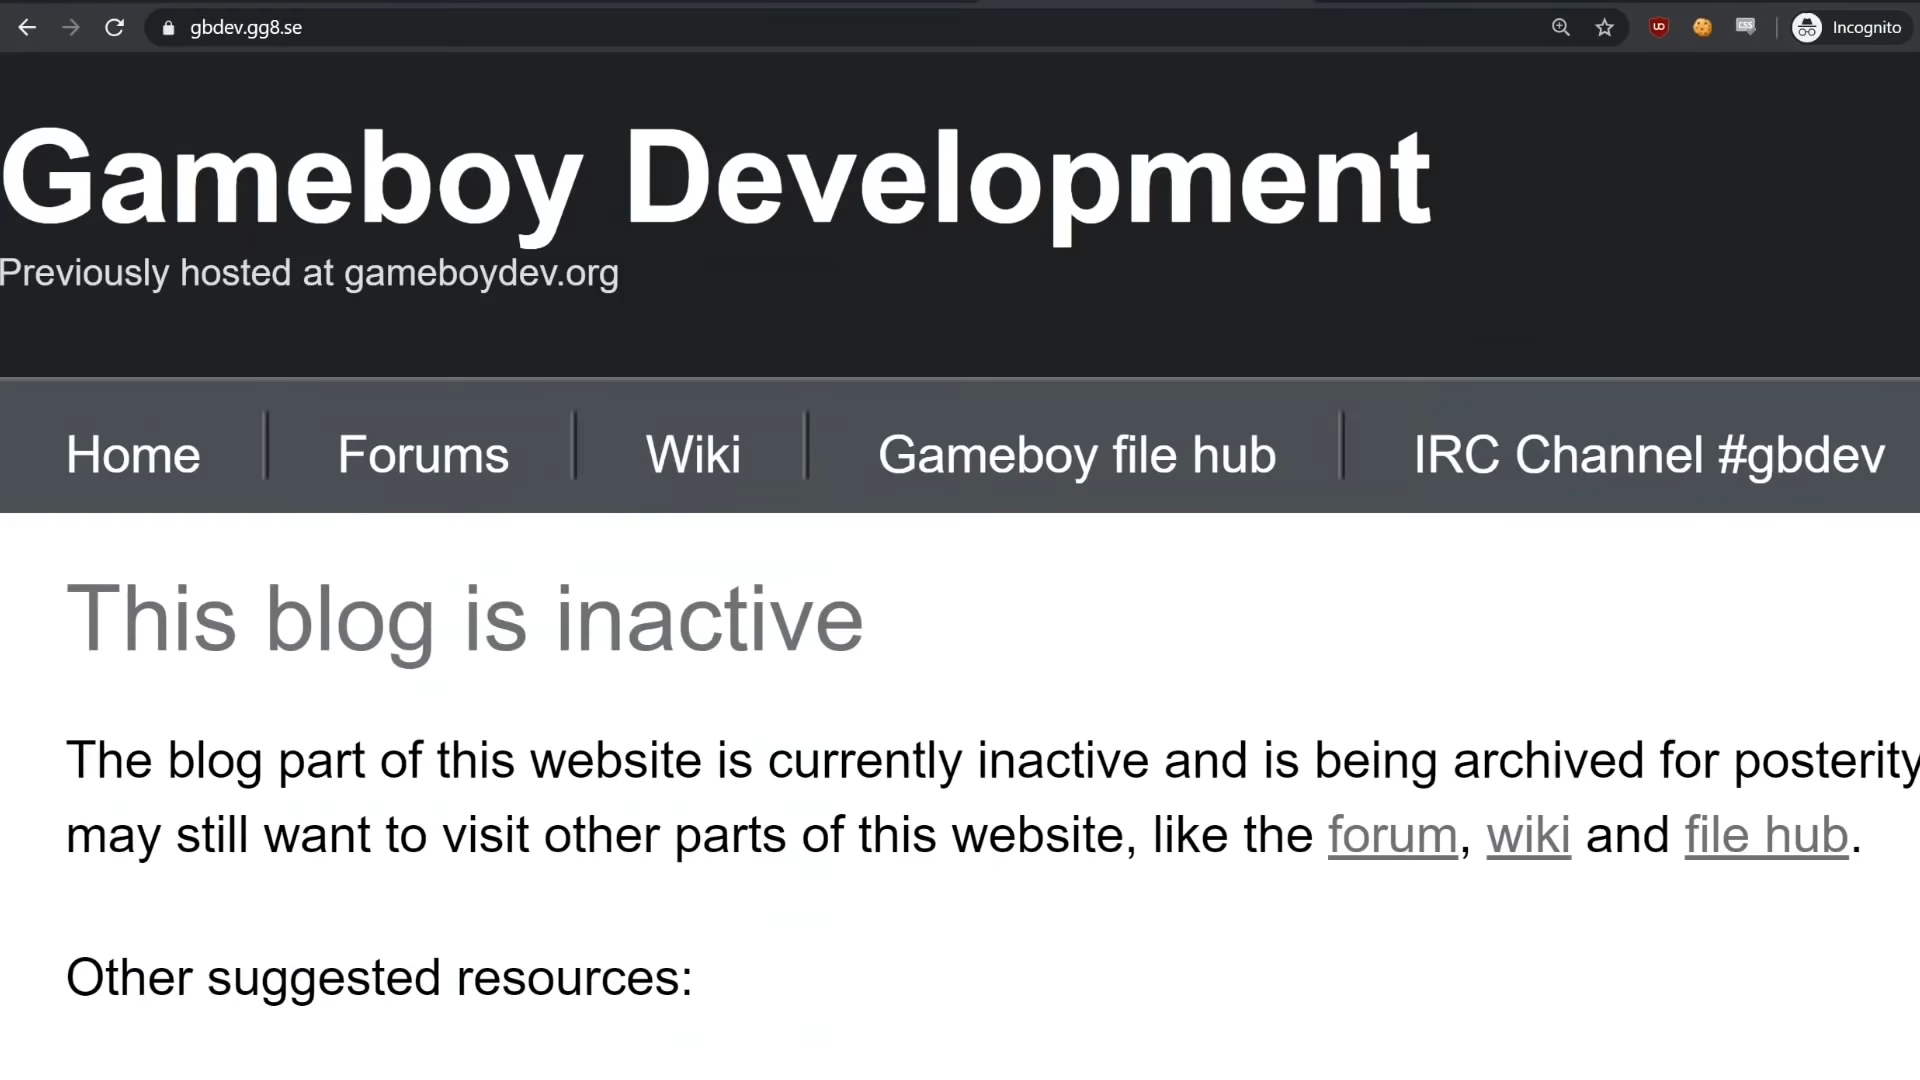 gbdev.gg8.se
Incognito
Gameboy Development
Previously hosted at gameboydev.org
Home Forums Wiki Gameboy file hub IRC Channel #gbdev
This blog is inactive
The blog part of this website is currently inactive and is being archived for posterity
may still want to visit other parts of this website, like the forum, wiki and file hub.
Other suggested resources: